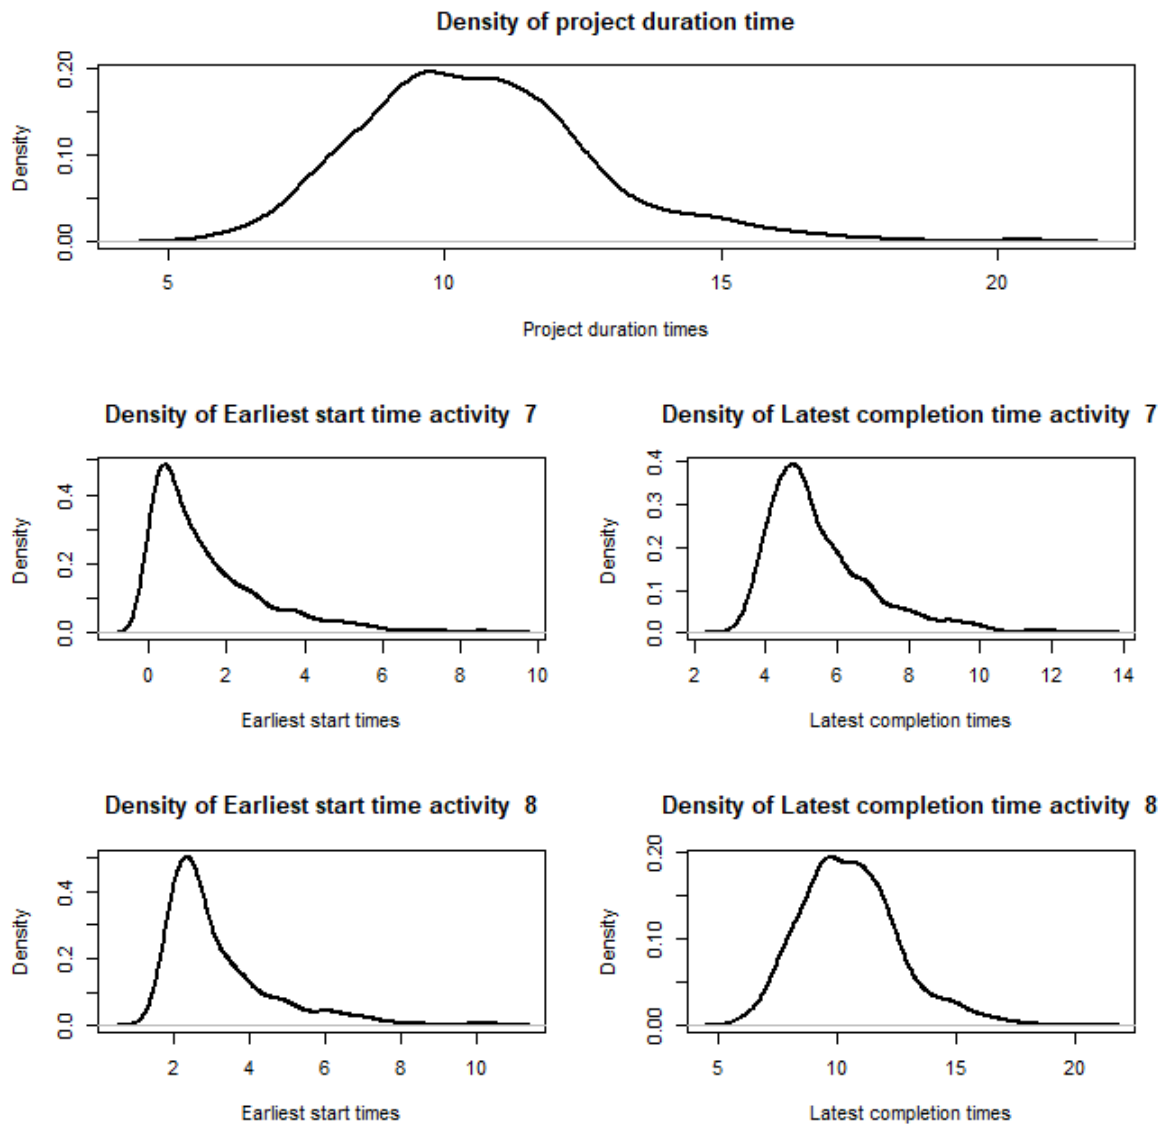 Density of project duration time
Density
0.00 0.10 0.20
5 10 15 20
Project duration times
Density of Earliest start time activity 7
Density
0.0 0.2 0.4
0 2 4 6 8 10
Earliest start times
Density of Latest completion time activity 7
Density
0.0 0.1 0.2 0.3 0.4
2 4 6 8 10 12 14
Latest completion times
Density of Earliest start time activity 8
Density
0.0 0.2 0.4
2 4 6 8 10
Earliest start times
Density of Latest completion time activity 8
Density
0.00 0.10 0.20
5 10 15 20
Latest completion times